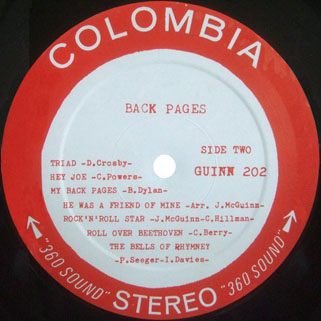 COLOMBIA
BACK PAGES
SIDE TWO
GUINN 202
TRIAD -D.Crosby-
HEY JOE -C.Powers-
MY BACK PAGES -B.Dylan-
HE WAS A FRIEND OF MINE -Arr. J.McGuinn-
ROCK'N'ROLL STAR -J.McGuinn-C.Hillman-
ROLL OVER BEETHOVEN -C.Berry-
THE BELLS OF RHYMNEY
-P.Seeger-I.Davies-
"360 SOUND" STEREO "360 SOUND"